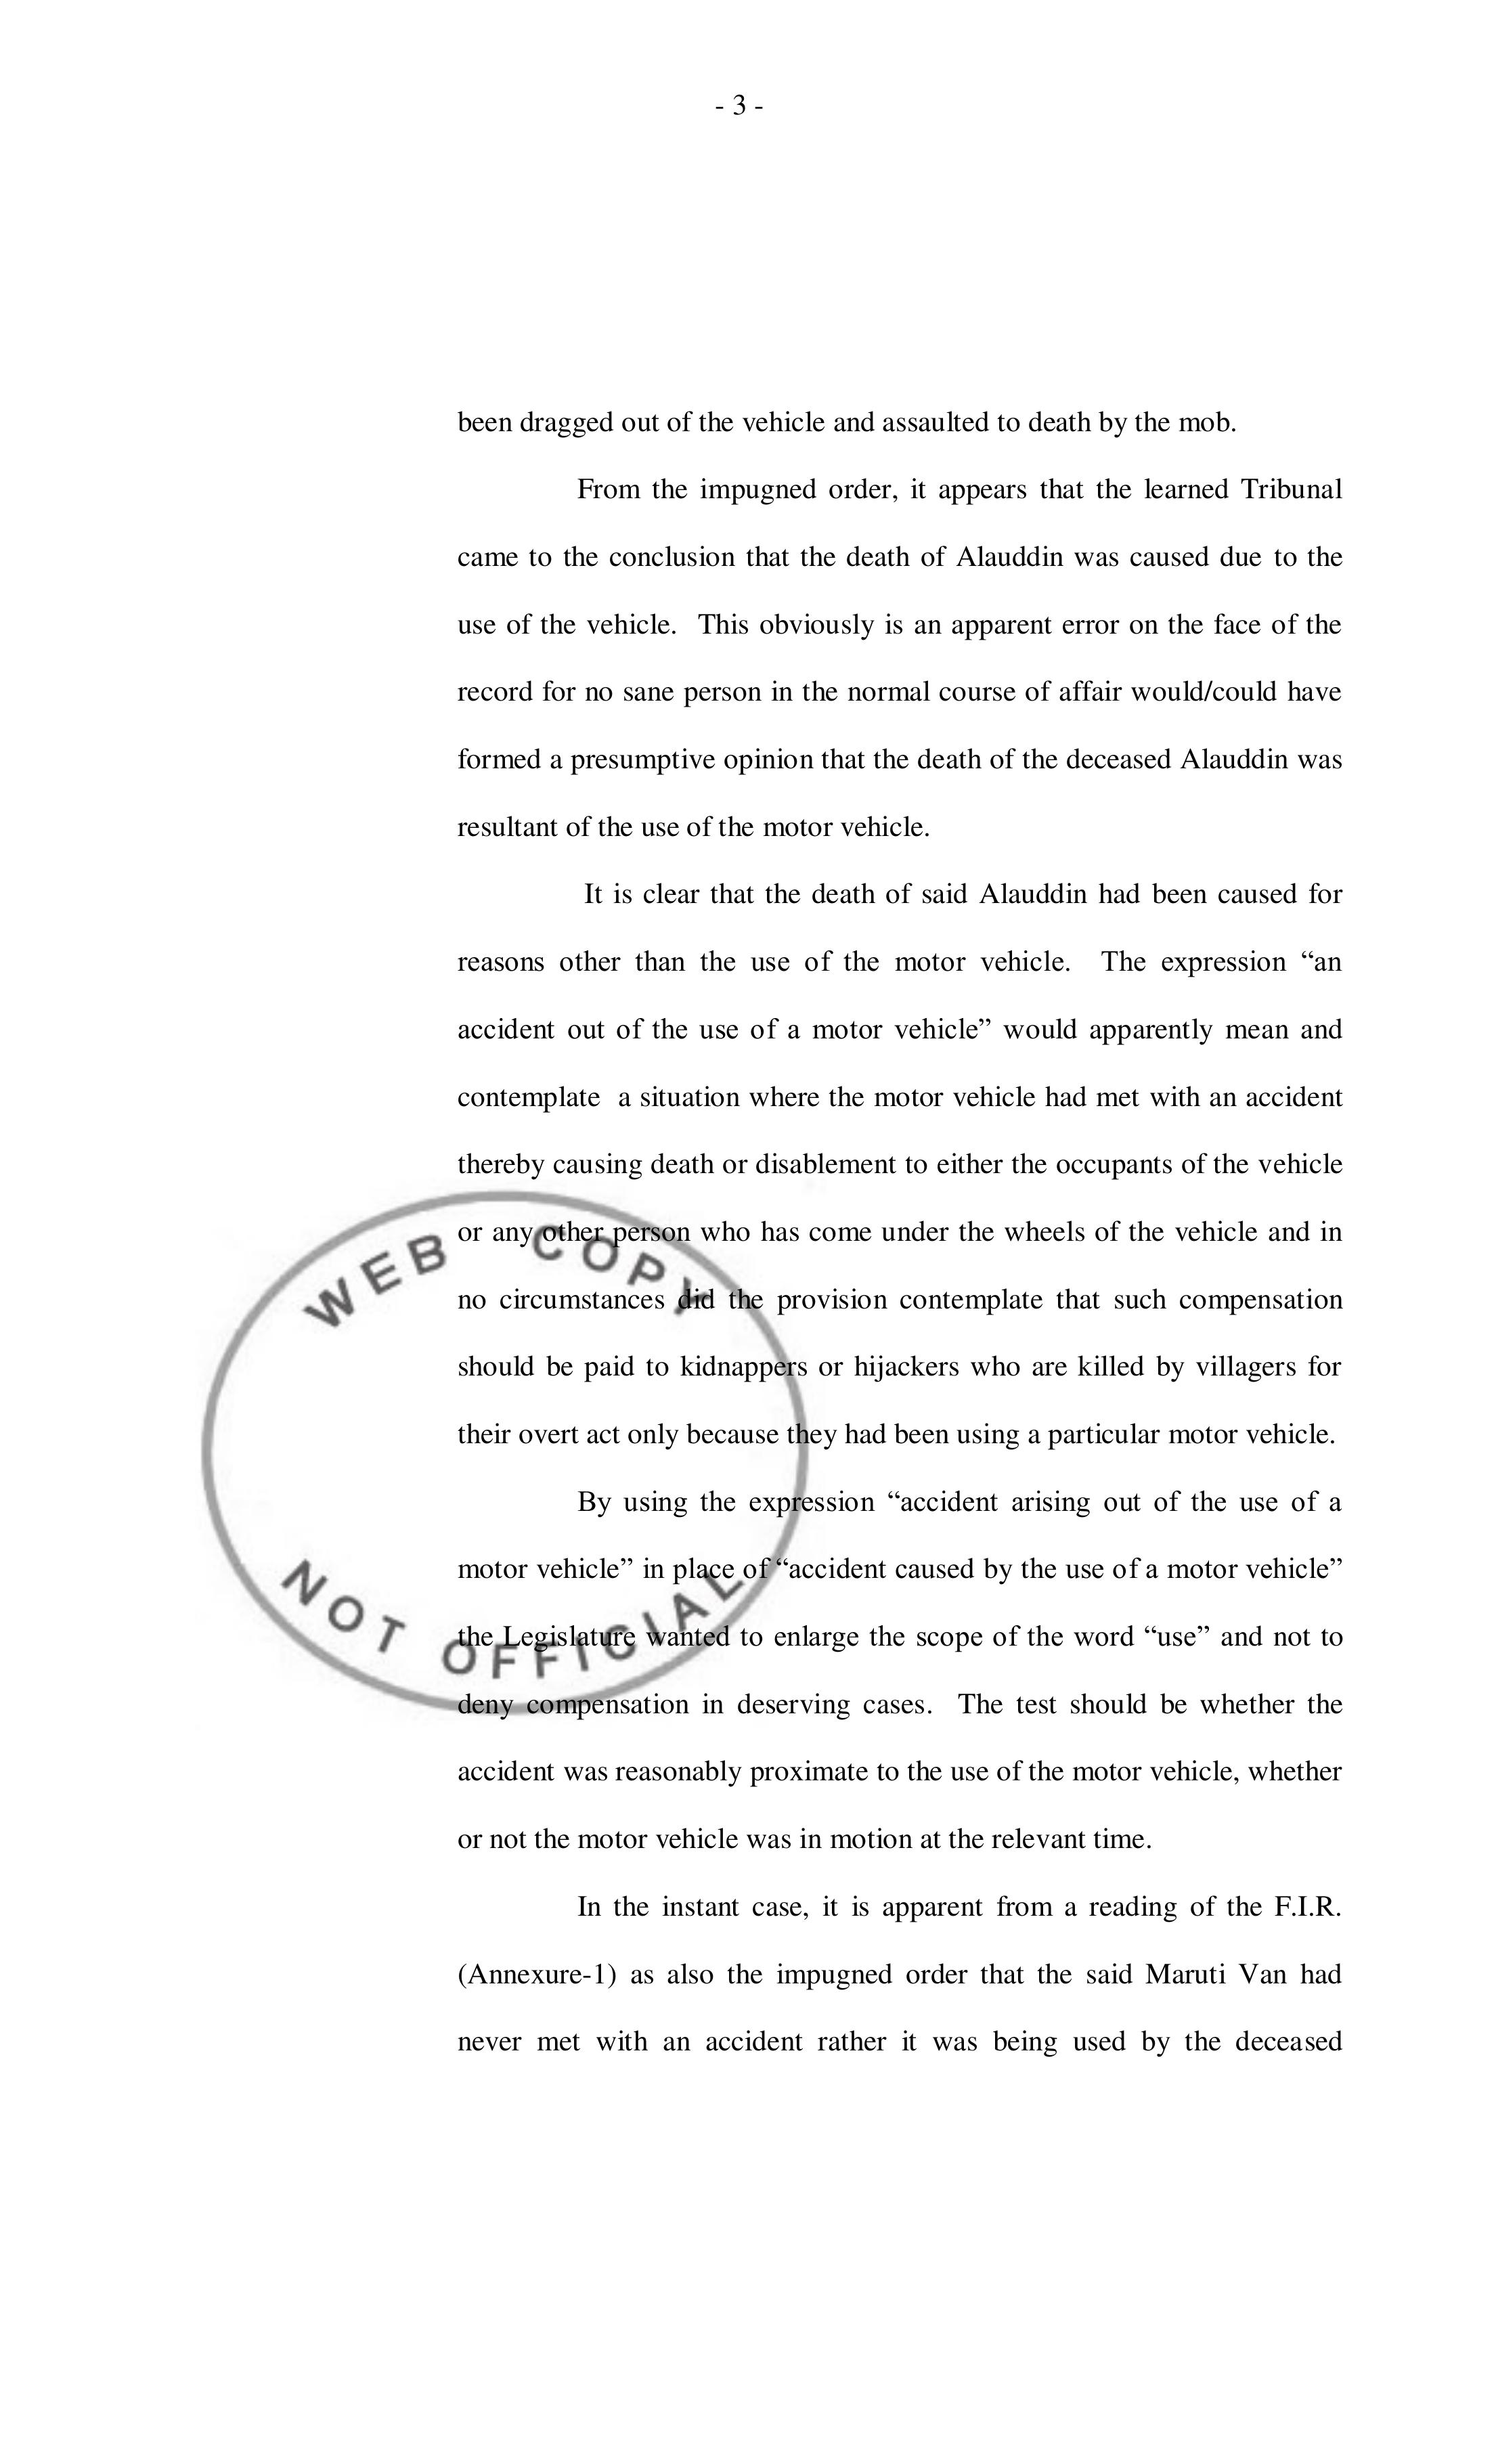 - 3 -
been dragged out of the vehicle and assaulted to death by the mob.
From the impugned order, it appears that the learned Tribunal
came to the conclusion that the death of Alauddin was caused due to the
use of the vehicle. This obviously is an apparent error on the face of the
record for no sane person in the normal course of affair would/could have
formed a presumptive opinion that the death of the deceased Alauddin was
resultant of the use of the motor vehicle.
It is clear that the death of said Alauddin had been caused for
reasons other than the use of the motor vehicle. The expression “an
accident out of the use of a motor vehicle” would apparently mean and
contemplate a situation where the motor vehicle had met with an accident
thereby causing death or disablement to either the occupants of the vehicle
or any other person who has come under the wheels of the vehicle and in
no circumstances did the provision contemplate that such compensation
should be paid to kidnappers or hijackers who are killed by villagers for
their overt act only because they had been using a particular motor vehicle.
By using the expression “accident arising out of the use of a
motor vehicle” in place of “accident caused by the use of a motor vehicle”
the Legislature wanted to enlarge the scope of the word “use” and not to
deny compensation in deserving cases. The test should be whether the
accident was reasonably proximate to the use of the motor vehicle, whether
or not the motor vehicle was in motion at the relevant time.
In the instant case, it is apparent from a reading of the F.I.R.
(Annexure-1) as also the impugned order that the said Maruti Van had
never met with an accident rather it was being used by the deceased
WEB COPY
NOT OFFICIAL